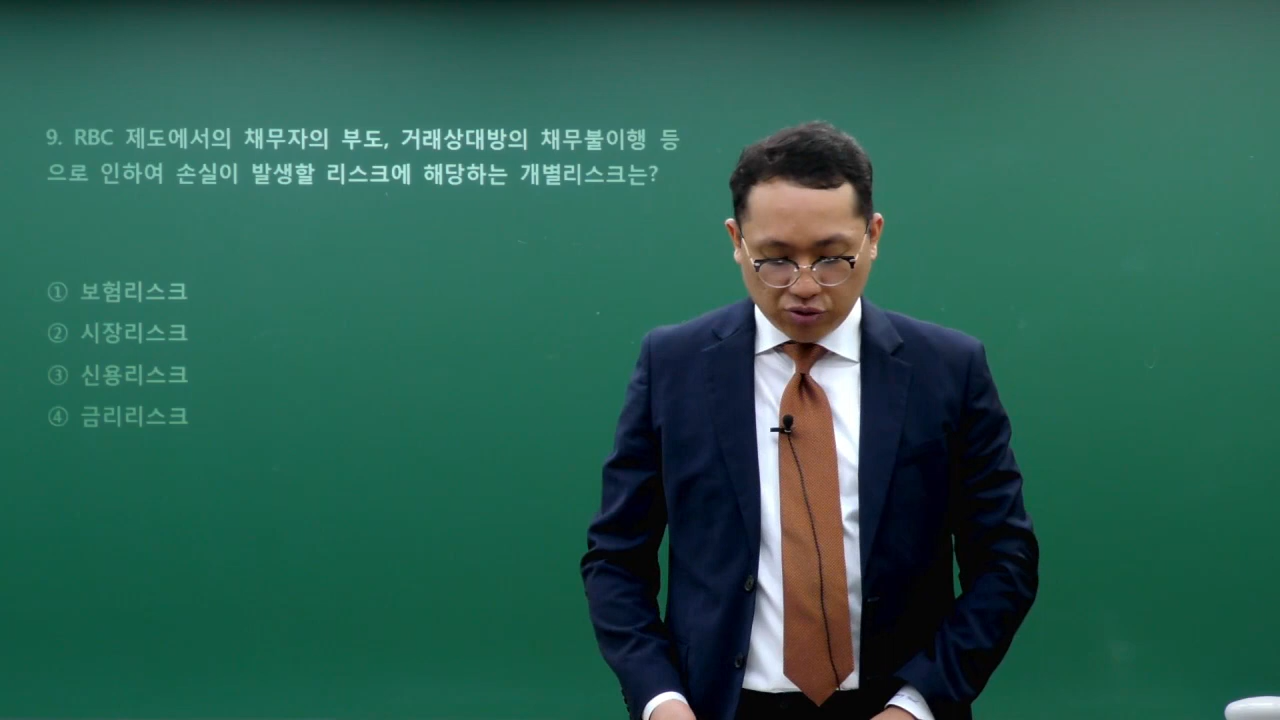 9. RBC 제도에서의 채무자의 부도, 거래상대방의 채무불이행 등
으로 인하여 손실이 발생할 리스크에 해당하는 개별리스크는?
① 보험리스크
② 시장리스크
③ 신용리스크
④ 금리리스크